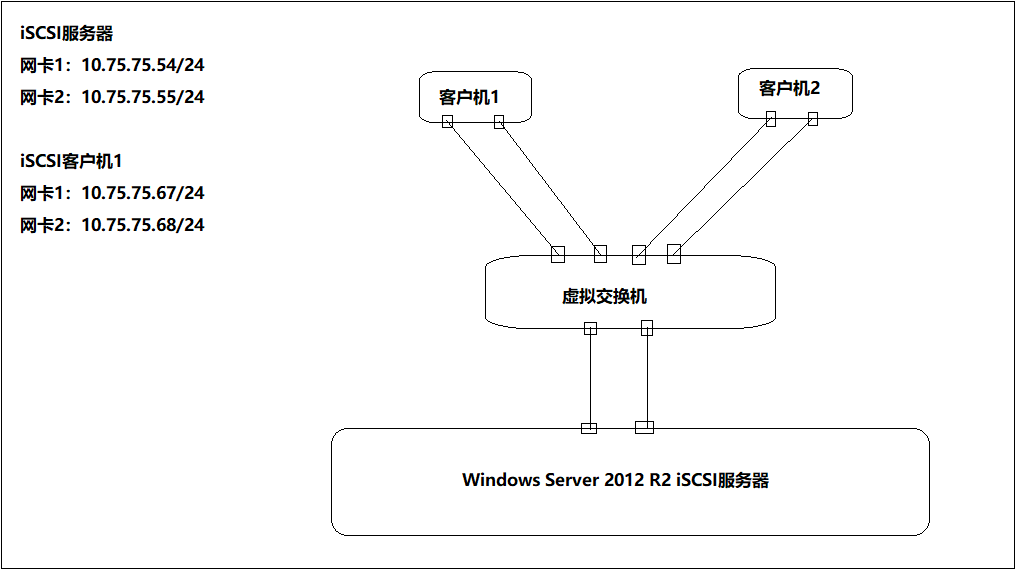 iSCSI服务器
网卡1：10.75.75.54/24
网卡2：10.75.75.55/24
iSCSI客户机1
网卡1：10.75.75.67/24
网卡2：10.75.75.68/24
客户机1
客户机2
虚拟交换机
Windows Server 2012 R2 iSCSI服务器